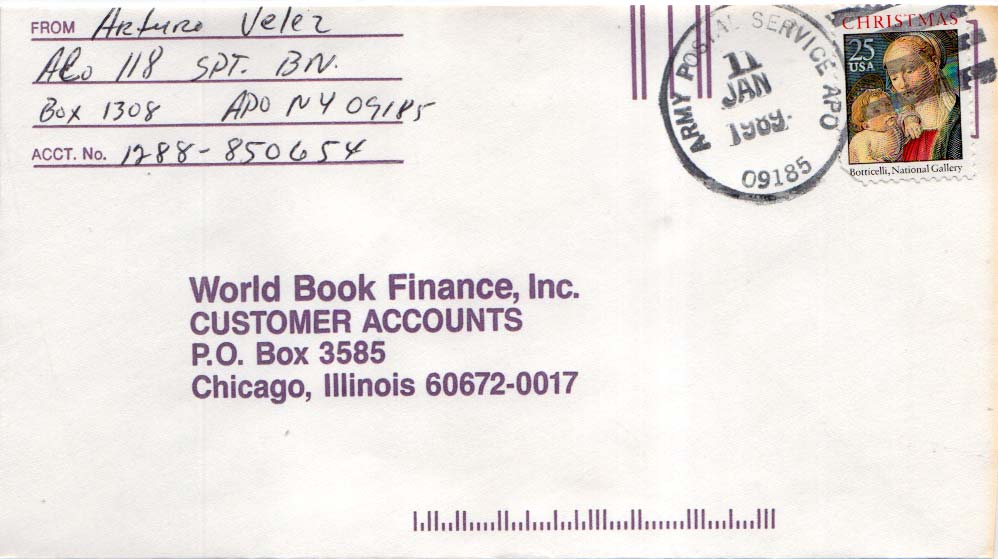 FROM Arturo Velez
ACo 118 SPT. BN.
Box 1308 APO NY 09185
ACCT. No. 1288-850654
ARMY POSTAL SERVICE APO
11
JAN
1989
09185
CHRISTMAS
25
USA
Botticelli, National Gallery
World Book Finance, Inc.
CUSTOMER ACCOUNTS
P.O. Box 3585
Chicago, Illinois 60672-0017